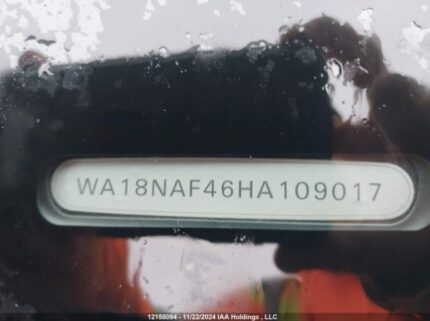 WA18NAF46HA109017
12158094 - 11/22/2024 IAA Holdings , LLC